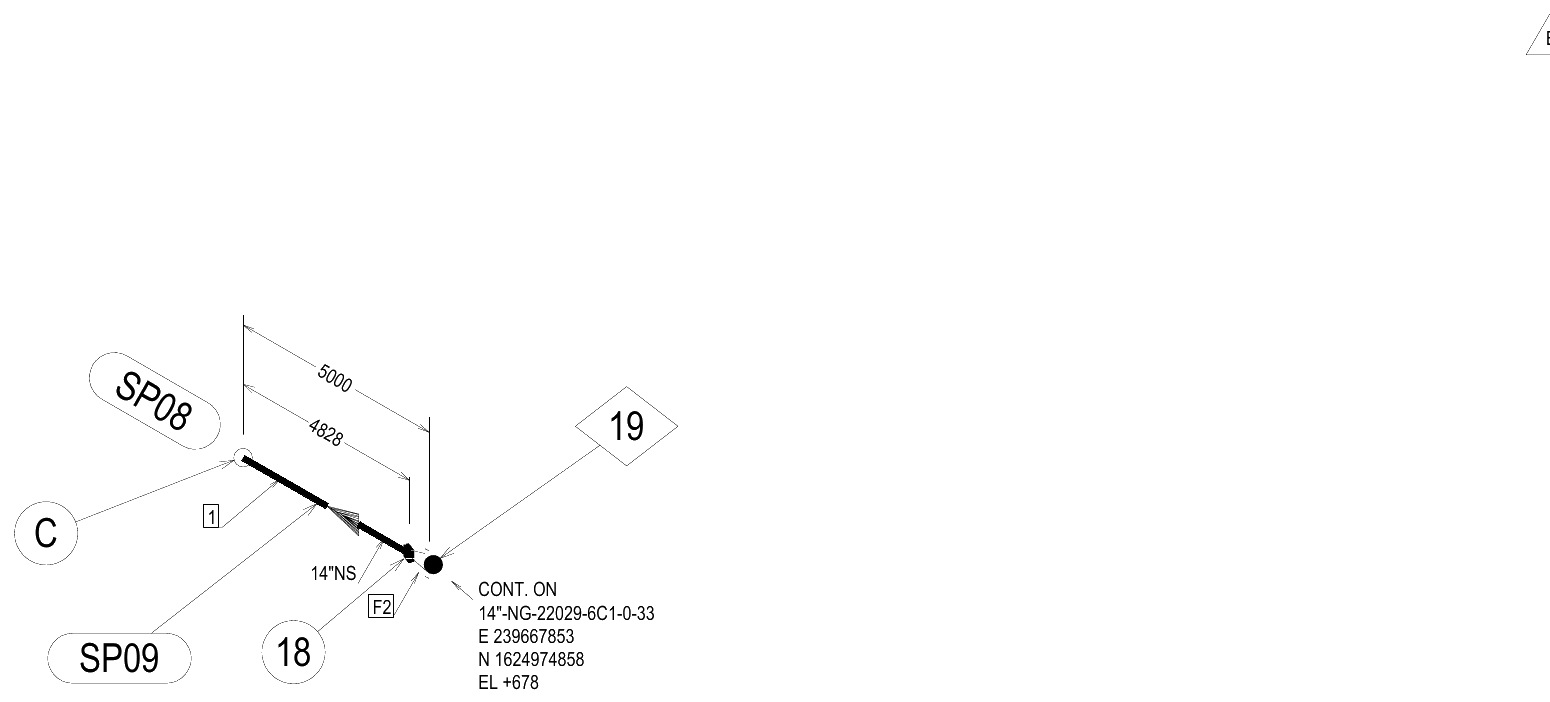 5000
SP08
4828
19
C
1
14"NS
F2
CONT. ON
14"-NG-22029-6C1-0-33
E 239667853
N 1624974858
EL +678
SP09
18